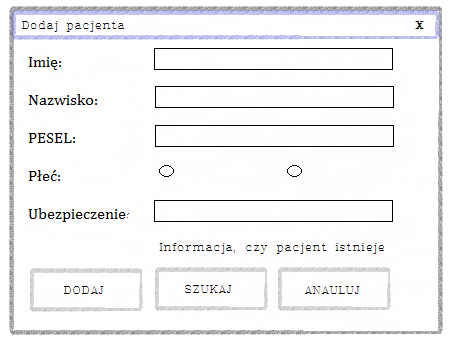 Dodaj pacjenta X
Imię:
Nazwisko:
PESEL:
Płeć:
Ubezpieczenie:
Informacja, czy pacjent istnieje
DODAJ SZUKAJ ANAULUJ